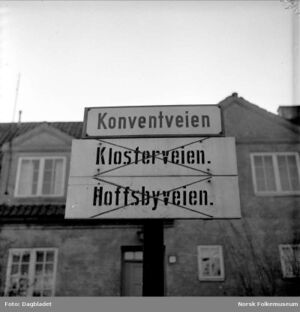 Konventveien
Klosterveien.
Hoffsbyveien.
Foto: Dagbladet
Norsk Folkemuseum